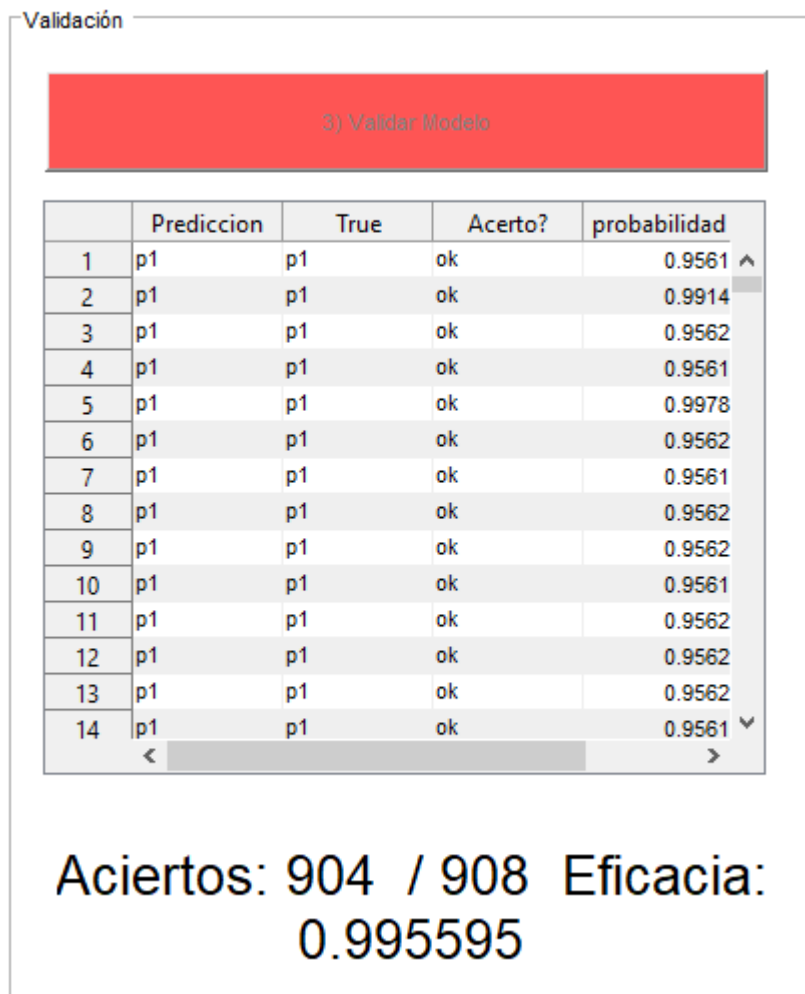 Validación
3) Validar Modelo
Prediccion True Acerto? probabilidad
1 p1 p1 ok 0.9561
2 p1 p1 ok 0.9914
3 p1 p1 ok 0.9562
4 p1 p1 ok 0.9561
5 p1 p1 ok 0.9978
6 p1 p1 ok 0.9562
7 p1 p1 ok 0.9561
8 p1 p1 ok 0.9562
9 p1 p1 ok 0.9562
10 p1 p1 ok 0.9561
11 p1 p1 ok 0.9562
12 p1 p1 ok 0.9562
13 p1 p1 ok 0.9562
14 p1 p1 ok 0.9561
Aciertos: 904 / 908 Eficacia:
0.995595